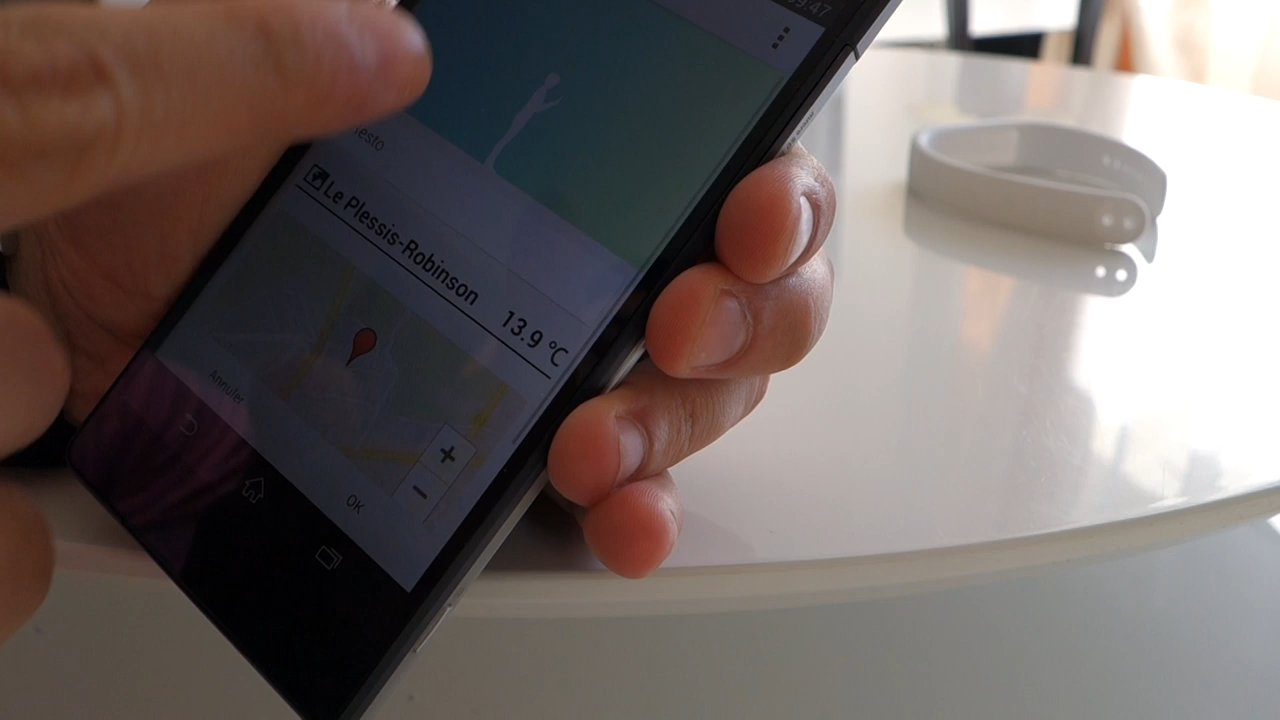 Le Plessis-Robinson
13.9 °C
Annuler
OK
+
−